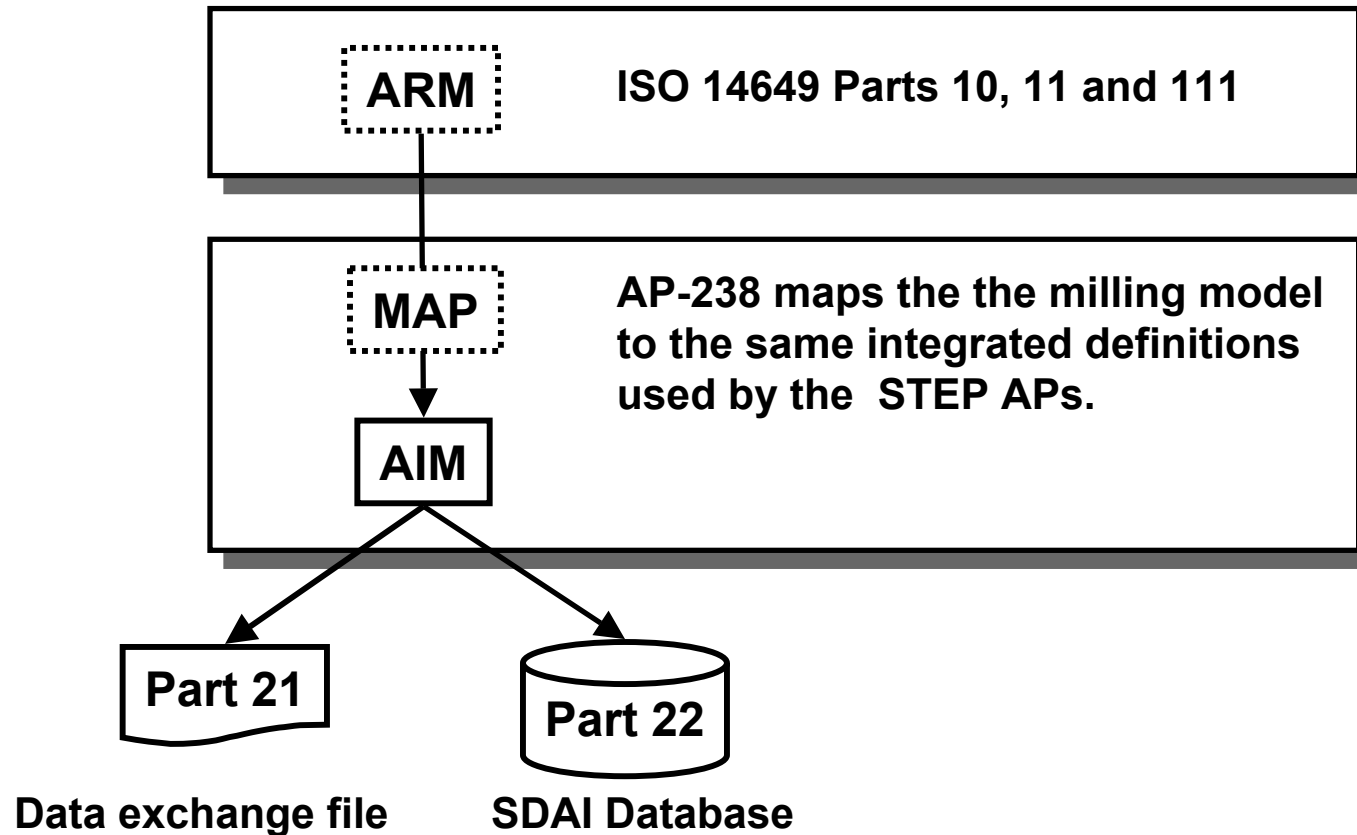 ARM
ISO 14649 Parts 10, 11 and 111
MAP
AP-238 maps the the milling model
to the same integrated definitions
used by the STEP APs.
AIM
Part 21
Part 22
Data exchange file
SDAI Database